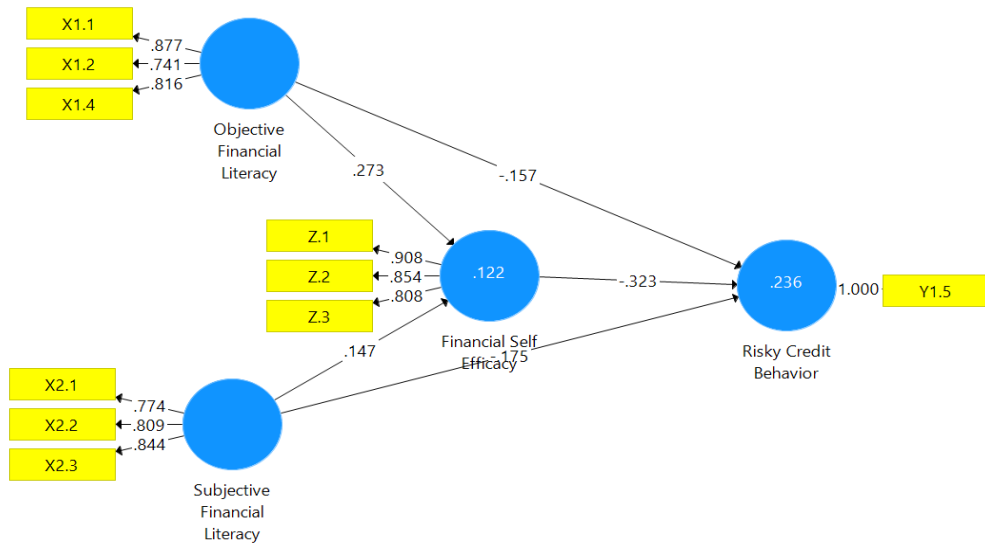 X1.1
X1.2
X1.4
.877
.741
.816
Objective
Financial
Literacy
.273
-.157
Z.1
Z.2
Z.3
.908
.854
.808
.122
Financial Self
Efficacy
-.323
.236
Risky Credit
Behavior
1.000
Y1.5
.147
-.175
X2.1
X2.2
X2.3
.774
.809
.844
Subjective
Financial
Literacy